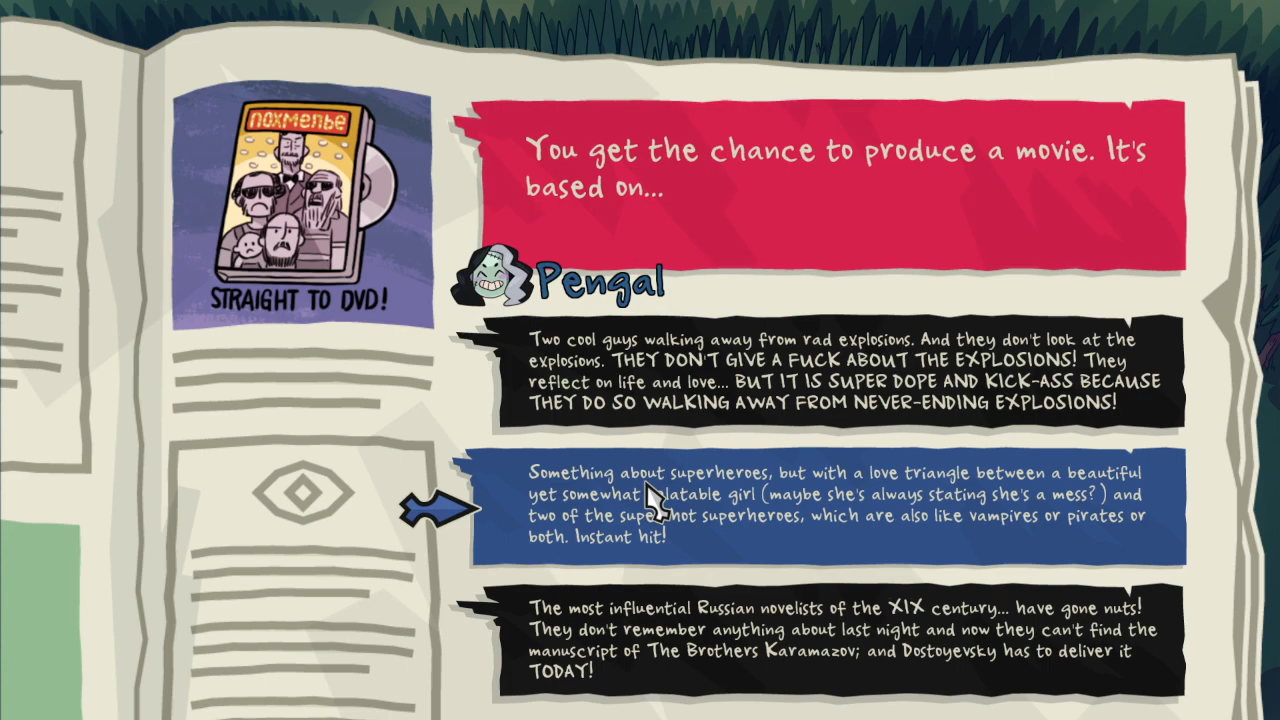 похмелье
STRAIGHT TO DVD!
You get the chance to produce a movie. It's
based on...
Pengal
Two cool guys walking away from rad explosions. And they don't look at the
explosions. THEY DON'T GIVE A FUCK ABOUT THE EXPLOSIONS! They
reflect on life and love... BUT IT IS SUPER DOPE AND KICK-ASS BECAUSE
THEY DO SO WALKING AWAY FROM NEVER-ENDING EXPLOSIONS!
Something about superheroes, but with a love triangle between a beautiful
yet somewhat latable girl (maybe she's always stating she's a mess?) and
two of the hot superheroes, which are also like vampires or pirates or
both. Instant hit!
The most influential Russian novelists of the XIX century... have gone nuts!
They don't remember anything about last night and now they can't find the
manuscript of The Brothers Karamazov; and Dostoyevsky has to deliver it
TODAY!